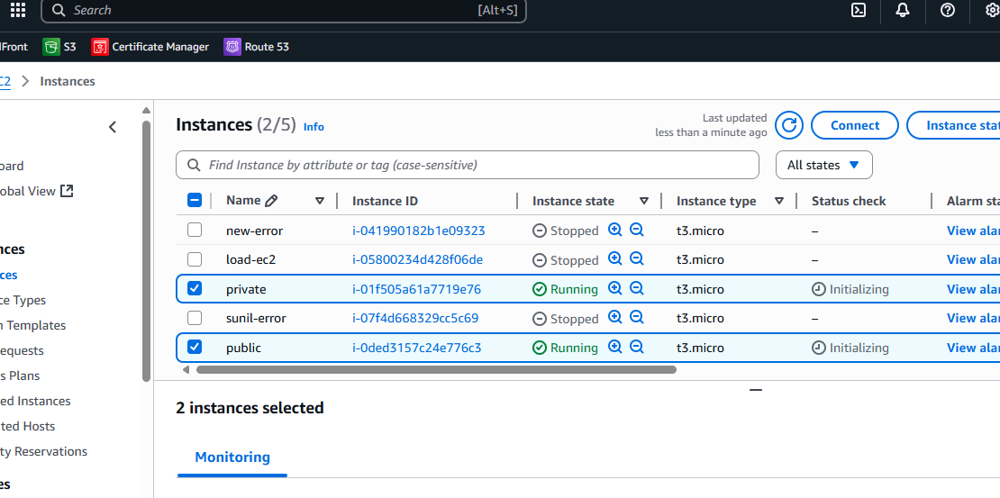 Search [Alt+S]
Front S3 Certificate Manager Route 53
C2 > Instances
Instances (2/5) Info
Last updated
less than a minute ago
Connect
Instance stat
oard
obal View
Find Instance by attribute or tag (case-sensitive)
All states
Name Instance ID Instance state Instance type Status check Alarm sta
new-error i-041990182b1e09323 Stopped t3.micro – View alar
load-ec2 i-05800234d428f06de Stopped t3.micro – View alar
private i-01f505a61a7719e76 Running t3.micro Initializing View alar
sunil-error i-07f4d668329cc5c69 Stopped t3.micro – View alar
public i-0ded3157c24e776c3 Running t3.micro Initializing View alar
nces
ces
ce Types
h Templates
equests
s Plans
ed Instances
ted Hosts
ty Reservations
es
2 instances selected
Monitoring